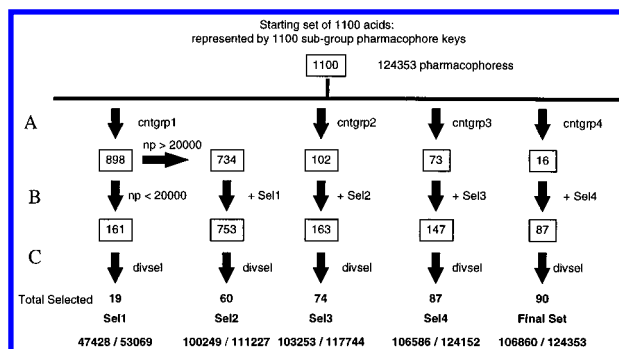 Starting set of 1100 acids:
represented by 1100 sub-group pharmacophore keys
1100 124353 pharmacophoress
A cntgrp1 cntgrp2 cntgrp3 cntgrp4
np > 20000
898 734 102 73 16
B np < 20000 + Sel1 + Sel2 + Sel3 + Sel4
161 753 163 147 87
C divsel divsel divsel divsel divsel
Total Selected 19 60 74 87 90
Sel1 Sel2 Sel3 Sel4 Final Set
47428 / 53069 100249 / 111227 103253 / 117744 106586 / 124152 106860 / 124353